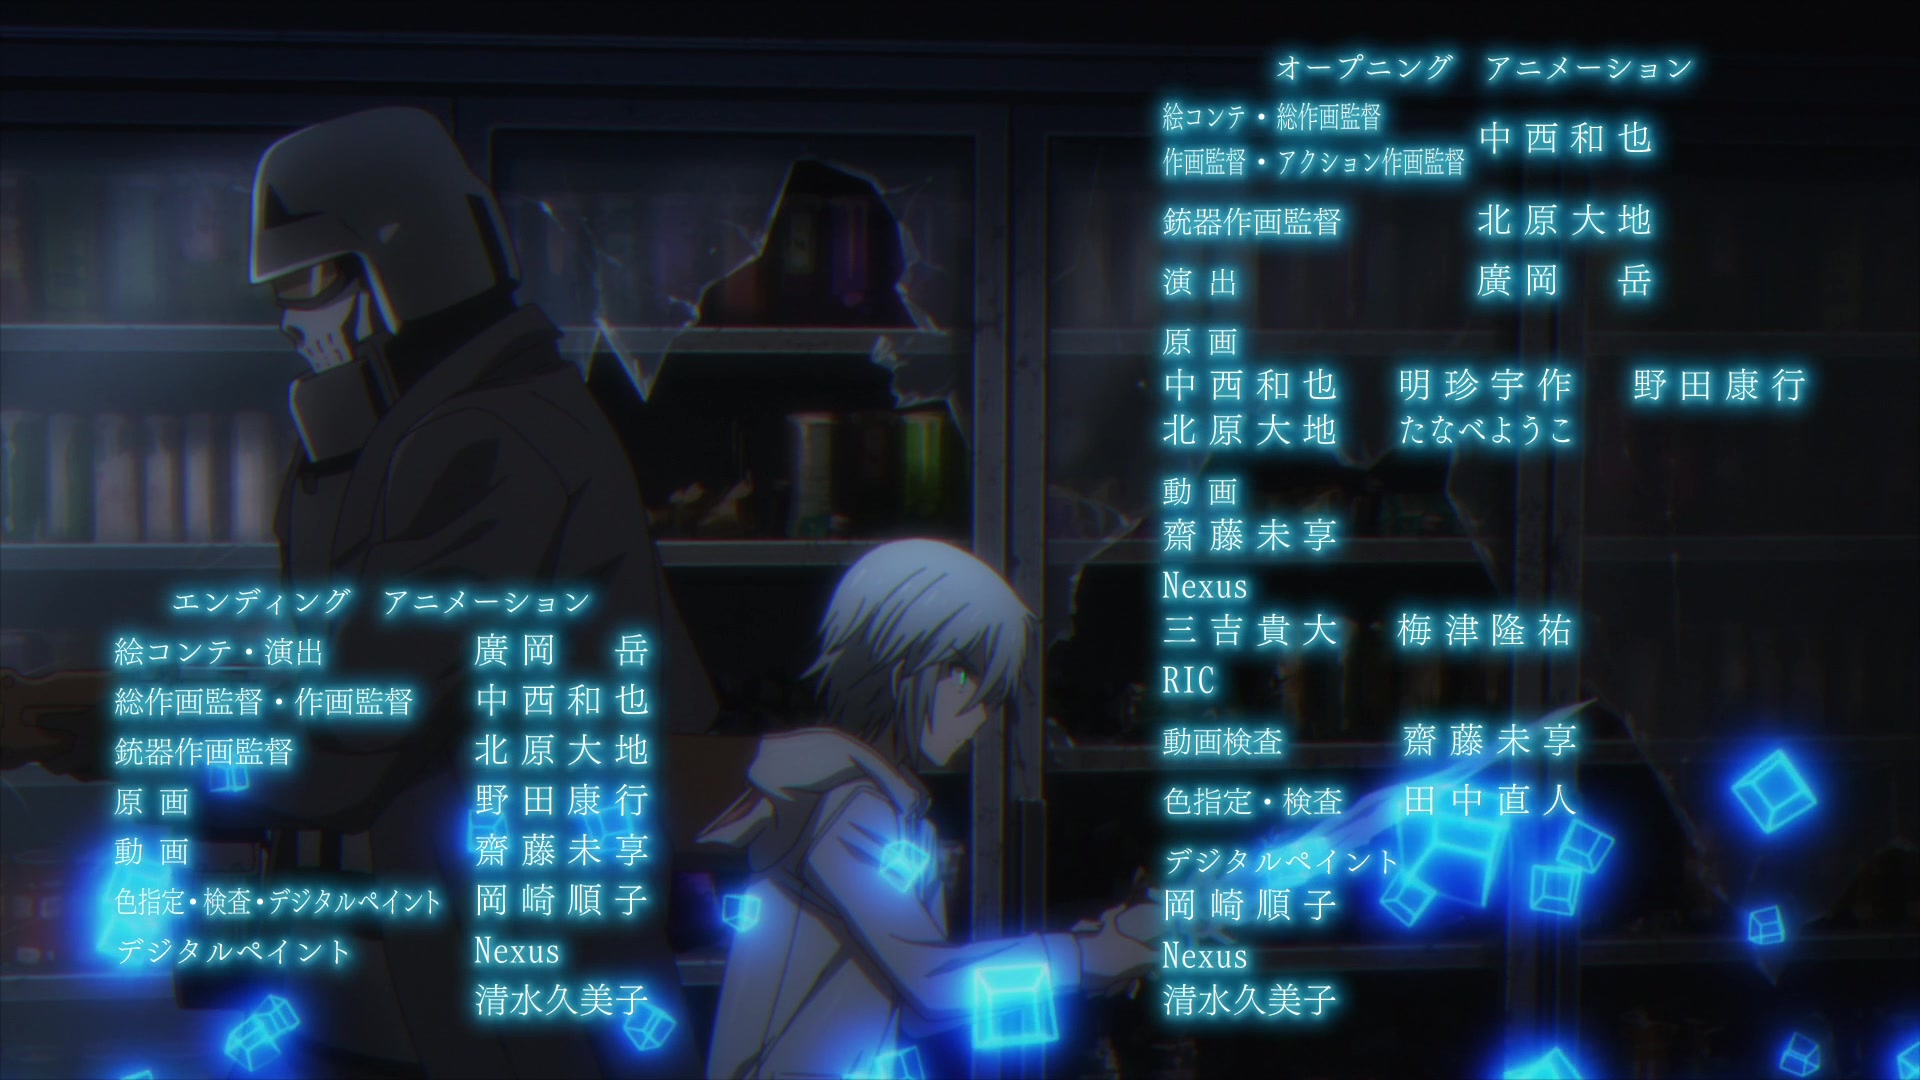 オープニング　アニメーション
絵コンテ・総作画監督
作画監督・アクション作画監督　中西和也
銃器作画監督　北原大地
演出　廣岡　岳
原画
中西和也　明珍宇作　野田康行
北原大地　たなべようこ
動画
齋藤未享
Nexus
三吉貴大　梅津隆祐
RIC
動画検査　齋藤未享
色指定・検査　田中直人
デジタルペイント
岡崎順子
Nexus
清水久美子
エンディング　アニメーション
絵コンテ・演出　廣岡　岳
総作画監督・作画監督　中西和也
銃器作画監督　北原大地
原画　野田康行
動画　齋藤未享
色指定・検査・デジタルペイント　岡崎順子
デジタルペイント　Nexus
清水久美子